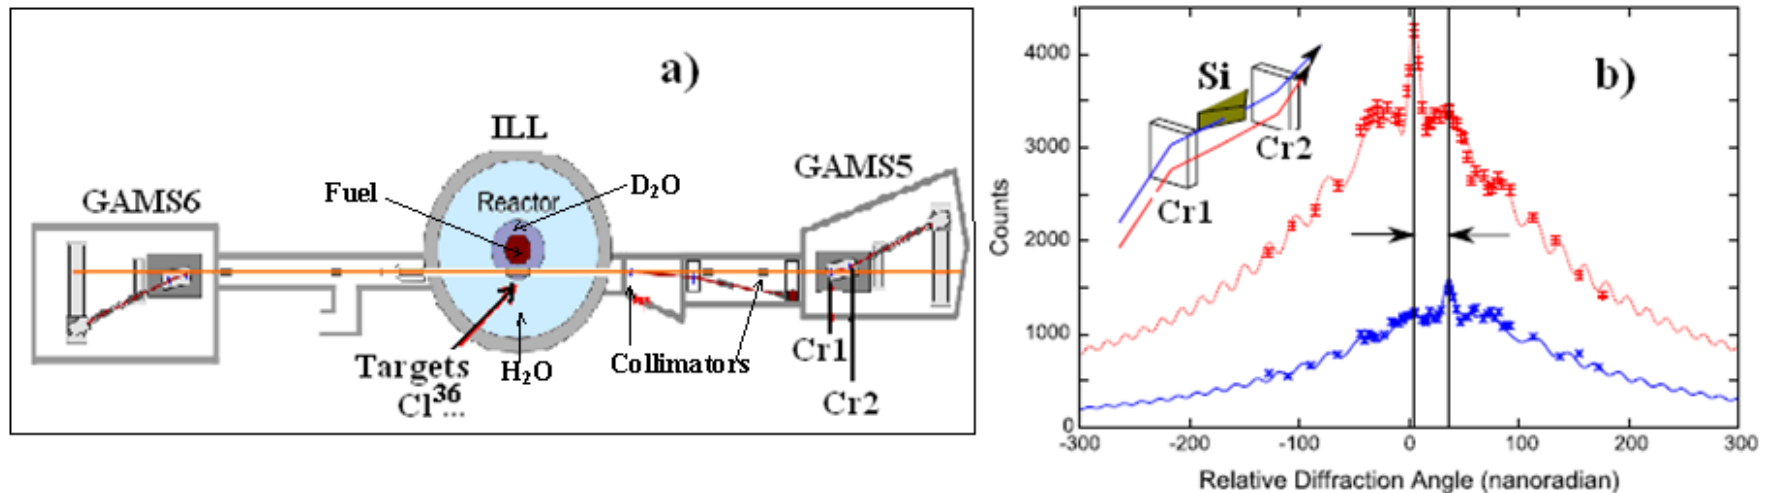 a)
ILL
GAMS6
Fuel
Reactor
D₂O
GAMS5
Targets
Cl³⁶...
H₂O
Collimators
Cr1
Cr2
b)
Si
Cr1
Cr2
Counts
4000
3000
2000
1000
0
-300
-200
-100
0
100
200
300
Relative Diffraction Angle (nanoradian)